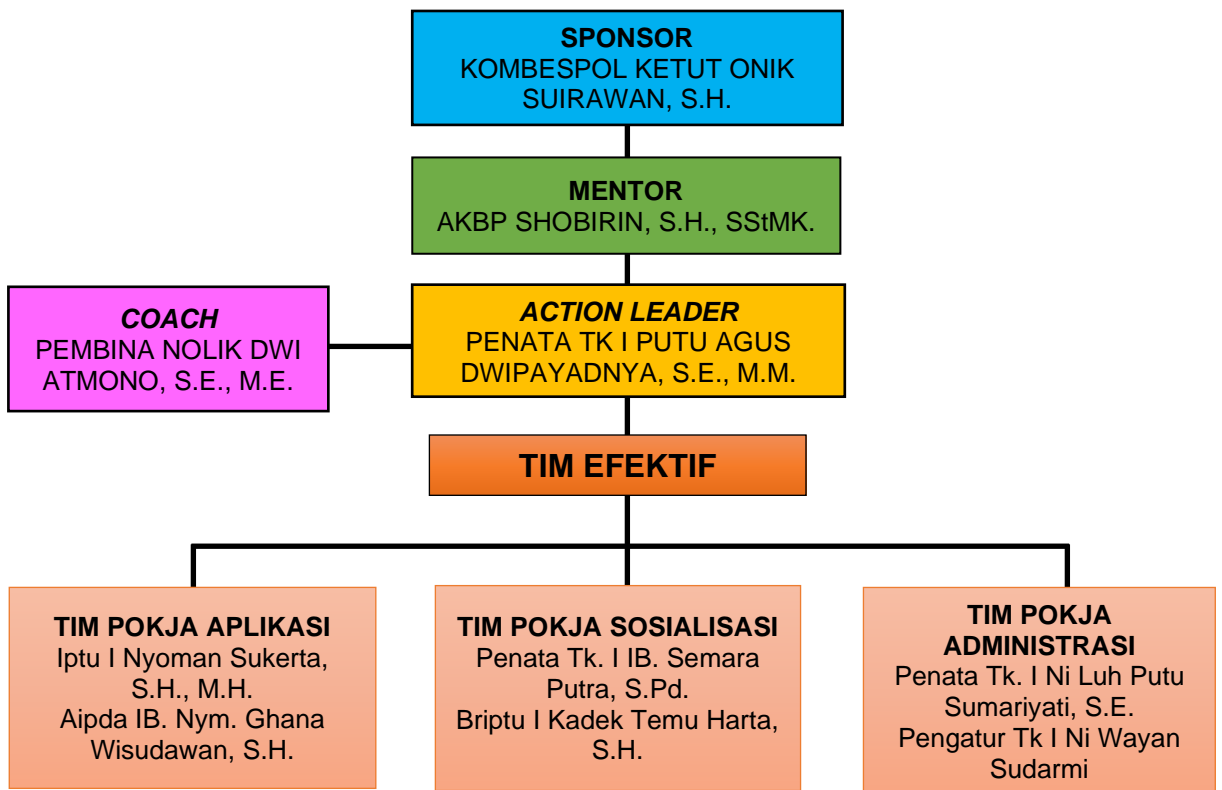 SPONSOR
KOMBESPOL KETUT ONIK
SUIRAWAN, S.H.
MENTOR
AKBP SHOBIRIN, S.H., SStMK.
COACH
PEMBINA NOLIK DWI
ATMONO, S.E., M.E.
ACTION LEADER
PENATA TK I PUTU AGUS
DWIPAYADNYA, S.E., M.M.
TIM EFEKTIF
TIM POKJA APLIKASI
Iptu I Nyoman Sukerta,
S.H., M.H.
Aipda IB. Nym. Ghana
Wisudawan, S.H.
TIM POKJA SOSIALISASI
Penata Tk. I IB. Semara
Putra, S.Pd.
Briptu I Kadek Temu Harta,
S.H.
TIM POKJA
ADMINISTRASI
Penata Tk. I Ni Luh Putu
Sumariyati, S.E.
Pengatur Tk I Ni Wayan
Sudarmi